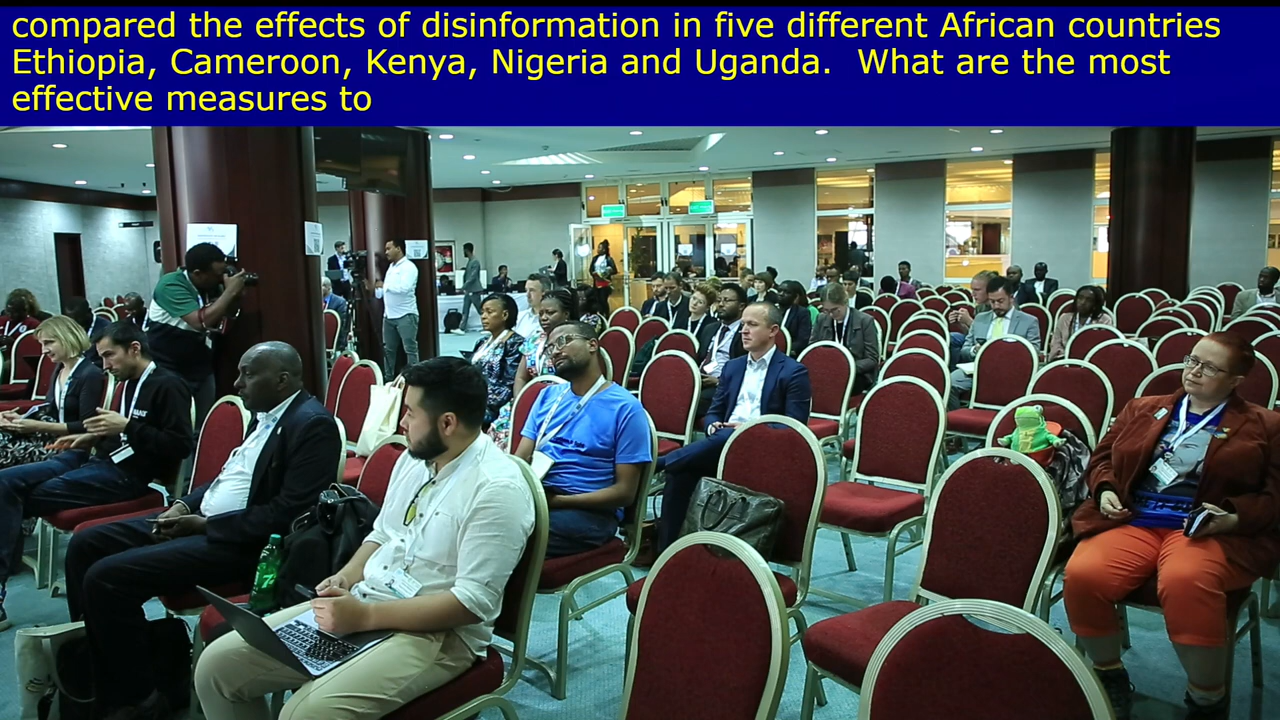 compared the effects of disinformation in five different African countries
Ethiopia, Cameroon, Kenya, Nigeria and Uganda.  What are the most
effective measures to